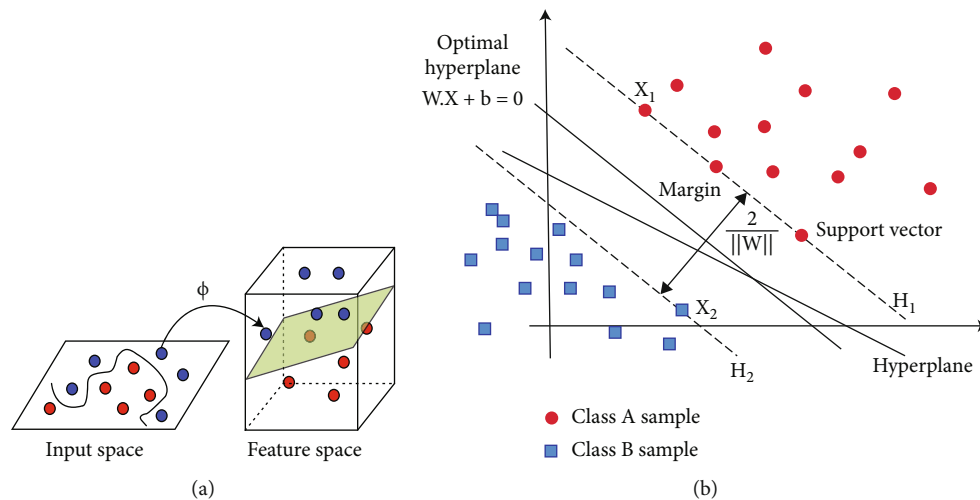 ϕ
Input space
Feature space
(a)
Optimal
hyperplane
W.X + b = 0
X1
Margin
2
||W||
Support vector
X2
H1
H2
Hyperplane
Class A sample
Class B sample
(b)